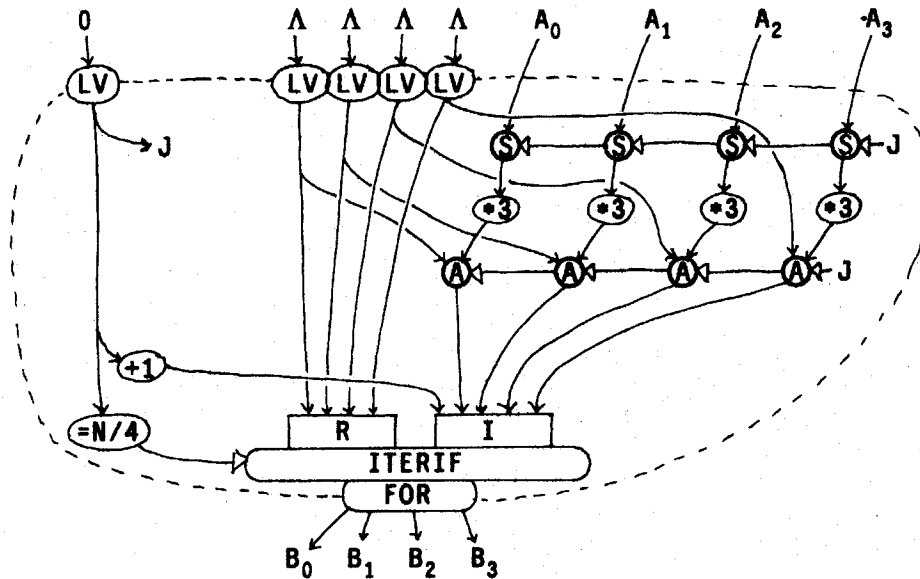 0 Λ Λ Λ Λ A₀ A₁ A₂ A₃
LV LV LV LV LV
J S S S S J
*3 *3 *3 *3
A A A A J
+1
=N/4 R I
ITERIF
FOR
B₀ B₁ B₂ B₃